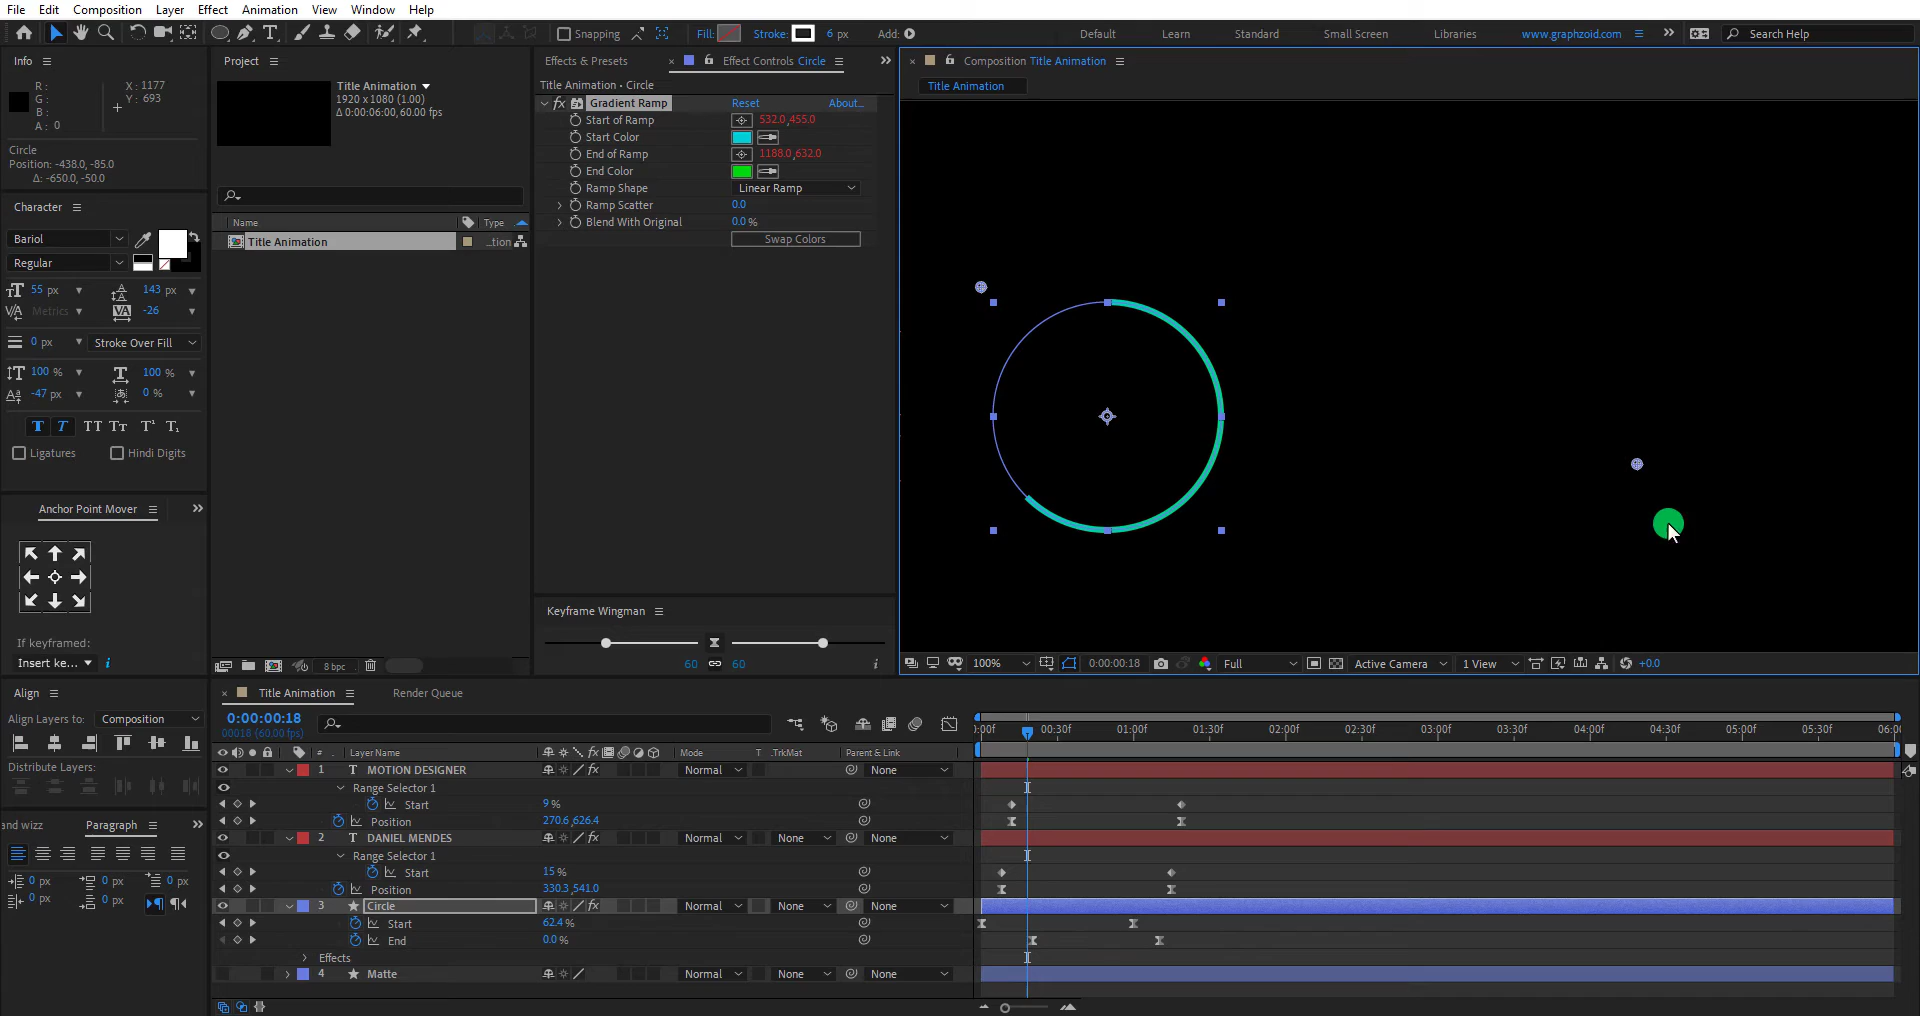 File Edit Composition Layer Effect Animation View Window Help
Snapping Fill: Stroke: 6 px Add: Default Learn Standard Small Screen Libraries www.graphzoid.com Search Help
Info
R :
G :
B :
A : 0
X : 1177
Y : 693
Circle
Position: -438.0, -85.0
Δ: -650.0, -50.0
Character
Bariol
Regular
55 px
143 px
Metrics
-26
0 px
Stroke Over Fill
100 %
100 %
-47 px
0 %
T T TT Tt T¹ T₁
Ligatures
Hindi Digits
Anchor Point Mover
If keyframed:
Insert ke...
Align
Align Layers to: Composition
Distribute Layers:
and wizz Paragraph
0 px 0 px 0 px
0 px 0 px
Project
Title Animation
1920 x 1080 (1.00)
Δ 0:00:06:00, 60.00 fps
Name Type
Title Animation ...tion
8 bpc
Effects & Presets
Effect Controls Circle
Title Animation • Circle
fx Gradient Ramp Reset About...
Start of Ramp 532.0,455.0
Start Color
End of Ramp 1188.0,632.0
End Color
Ramp Shape Linear Ramp
Ramp Scatter 0.0
Blend With Original 0.0 %
Swap Colors
Keyframe Wingman
60 60
Composition Title Animation
Title Animation
100% 0:00:00:18 Full Active Camera 1 View +0.0
Title Animation Render Queue
0:00:00:18
00018 (60.00 fps)
# Layer Name fx Mode T .TrkMat Parent & Link
):00f 00:30f 01:00f 01:30f 02:00f 02:30f 03:00f 03:30f 04:00f 04:30f 05:00f 05:30f 06:00
1 T MOTION DESIGNER fx Normal None
Range Selector 1
Start 9 %
Position 270.6,626.4
2 T DANIEL MENDES fx Normal None None
Range Selector 1
Start 15 %
Position 330.3,541.0
3 Circle fx Normal None None
Start 62.4 %
End 0.0 %
Effects
4 Matte Normal None None